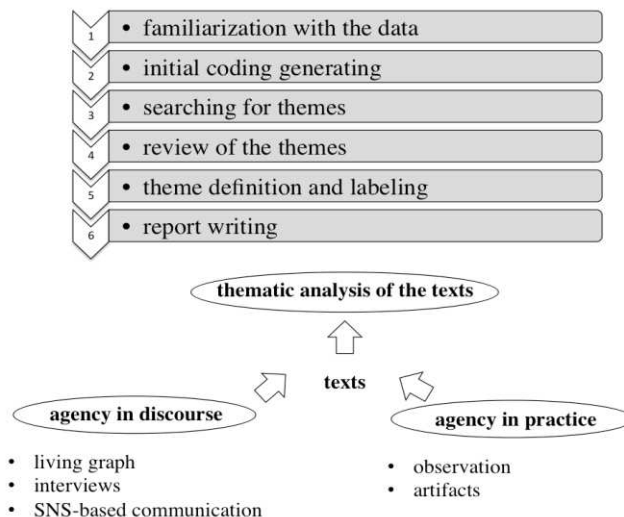 1 • familiarization with the data
2 • initial coding generating
3 • searching for themes
4 • review of the themes
5 • theme definition and labeling
6 • report writing
thematic analysis of the texts
texts
agency in discourse
agency in practice
• living graph
• interviews
• SNS-based communication
• observation
• artifacts